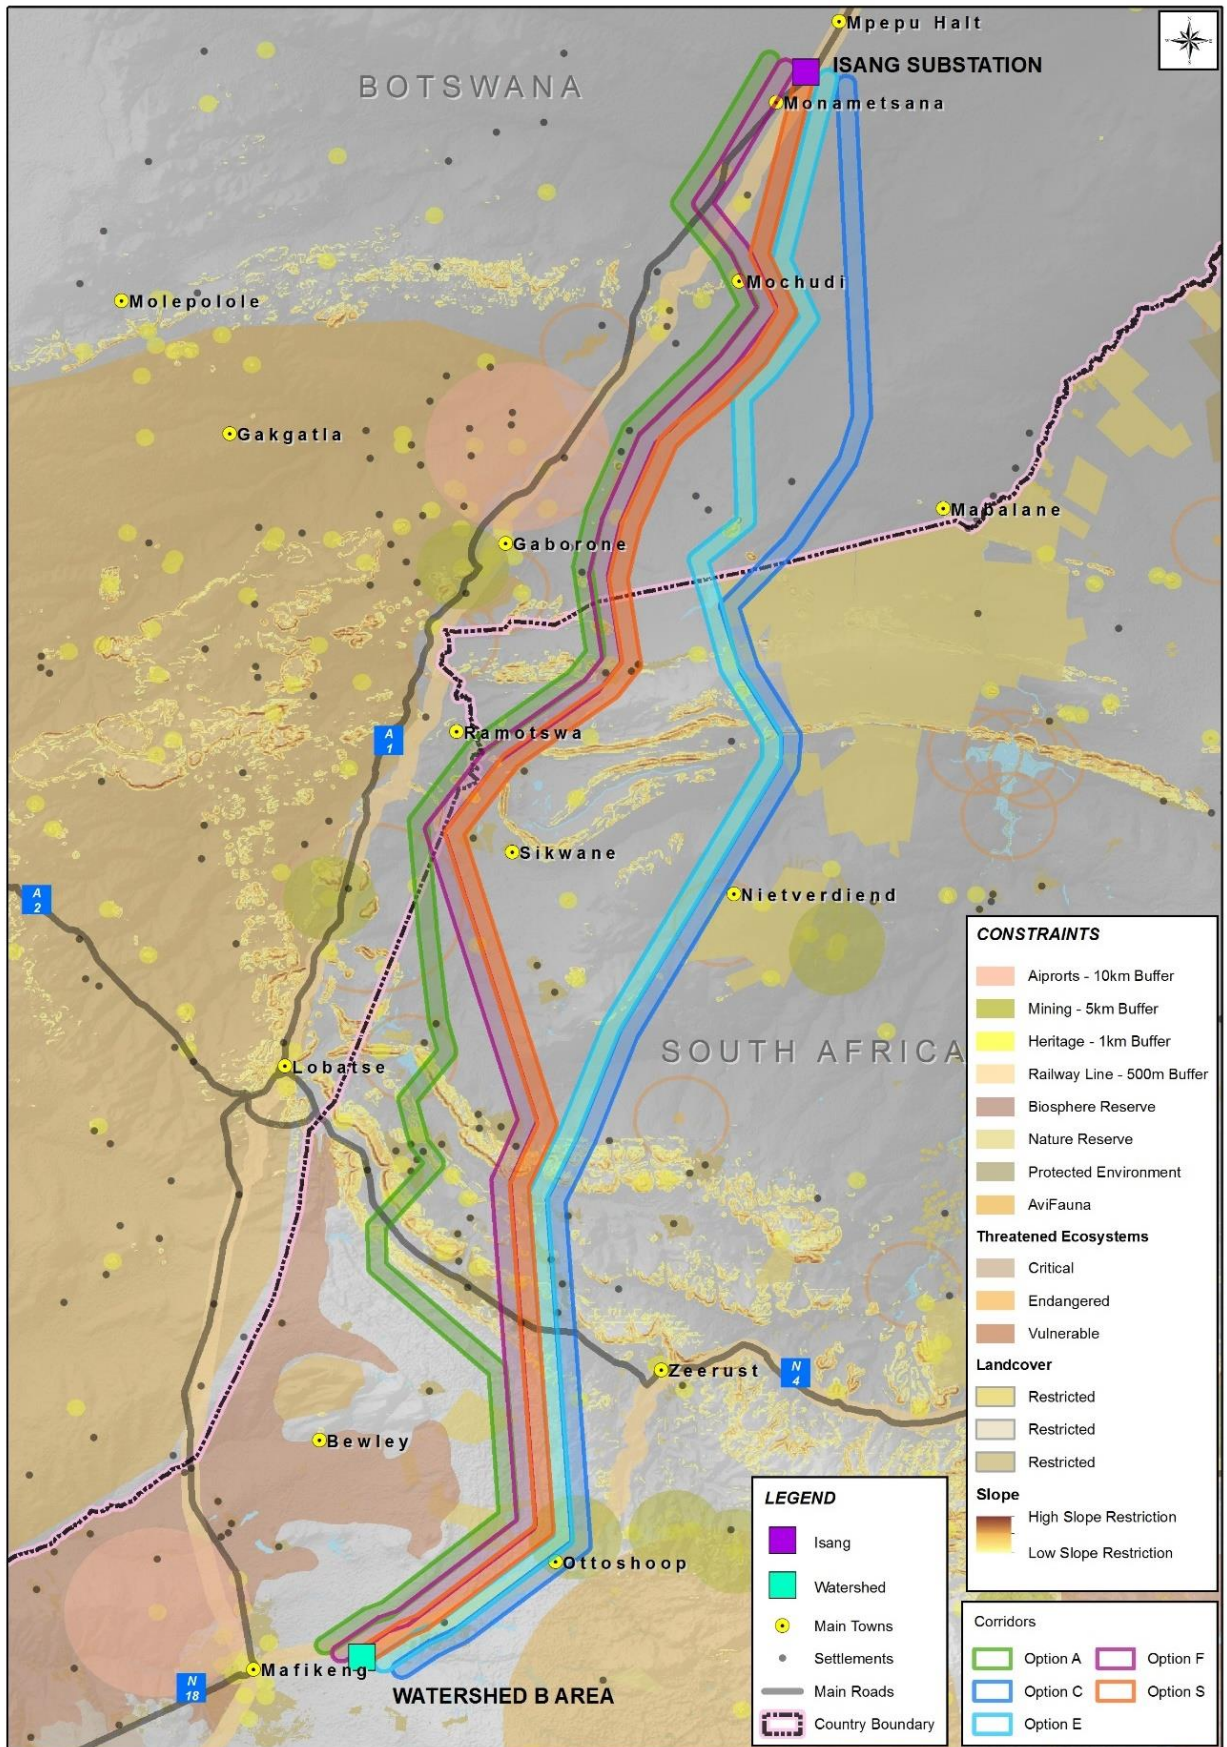 Mpepu Halt
ISANG SUBSTATION
BOTSWANA
Monametsana
Mochudi
Molepolole
Gakgatla
Mabalane
Gaborone
A
1
Ramotswa
Sikwane
A
2
Nietverdiend
SOUTH AFRICA
Lobatse
Zeerust
N
4
Bewley
Ottoshoop
Mafikeng
N
18
WATERSHED B AREA
CONSTRAINTS
Aiprorts - 10km Buffer
Mining - 5km Buffer
Heritage - 1km Buffer
Railway Line - 500m Buffer
Biosphere Reserve
Nature Reserve
Protected Environment
AviFauna
Threatened Ecosystems
Critical
Endangered
Vulnerable
Landcover
Restricted
Restricted
Restricted
Slope
High Slope Restriction
Low Slope Restriction
LEGEND
Isang
Watershed
Main Towns
Settlements
Main Roads
Country Boundary
Corridors
Option A
Option F
Option C
Option S
Option E